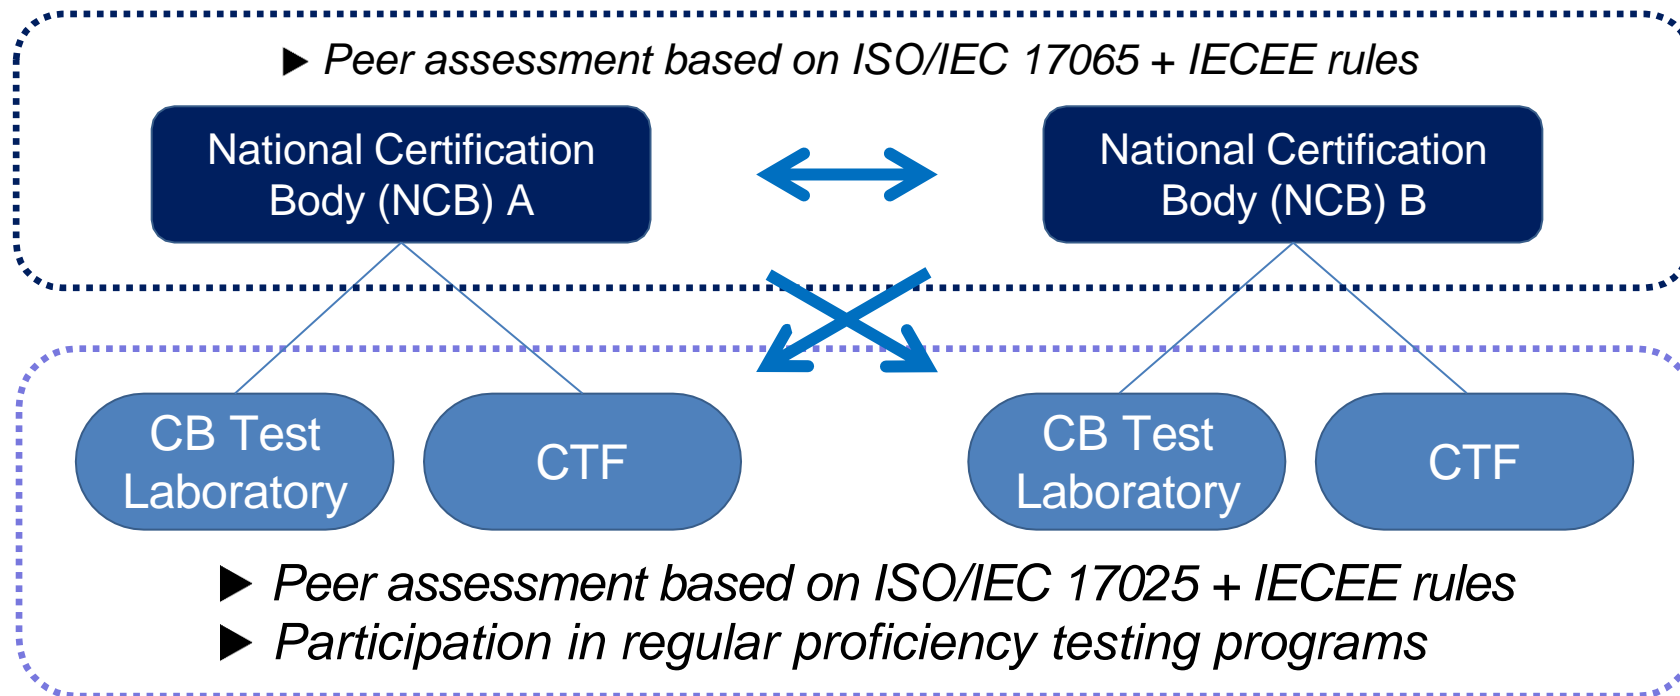 ► Peer assessment based on ISO/IEC 17065 + IECEE rules
National Certification
Body (NCB) A
National Certification
Body (NCB) B
CB Test
Laboratory
CTF
CB Test
Laboratory
CTF
► Peer assessment based on ISO/IEC 17025 + IECEE rules
► Participation in regular proficiency testing programs